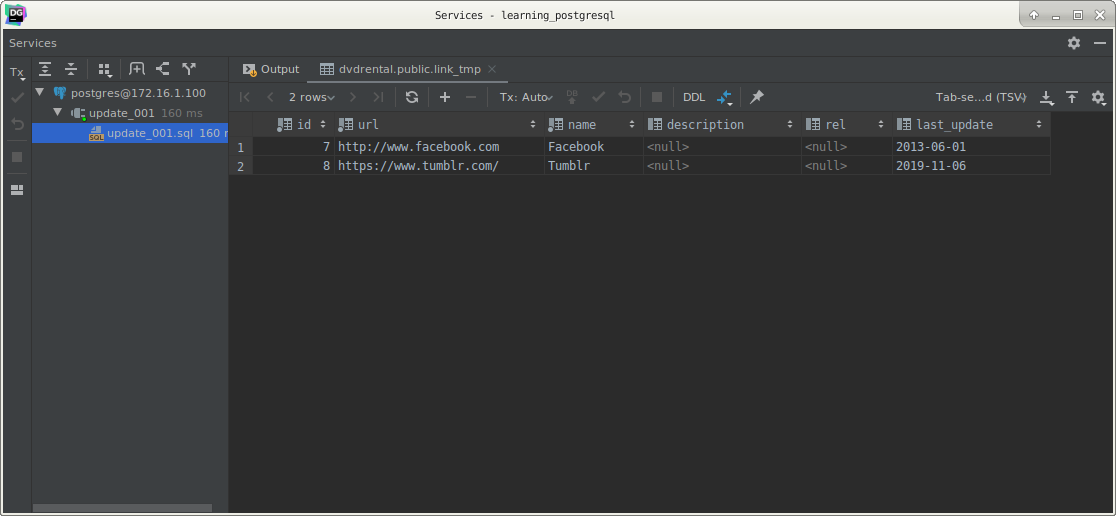 DG
Services - learning_postgresql
Services
Tx
Output
dvdrental.public.link_tmp
postgres@172.16.1.100
update_001 160 ms
SQL update_001.sql 160 r
2 rows
Tx: Auto
DB
DDL
Tab-se...d (TSV)
id url name description rel last_update
1 7 http://www.facebook.com Facebook <null> <null> 2013-06-01
2 8 https://www.tumblr.com/ Tumblr <null> <null> 2019-11-06